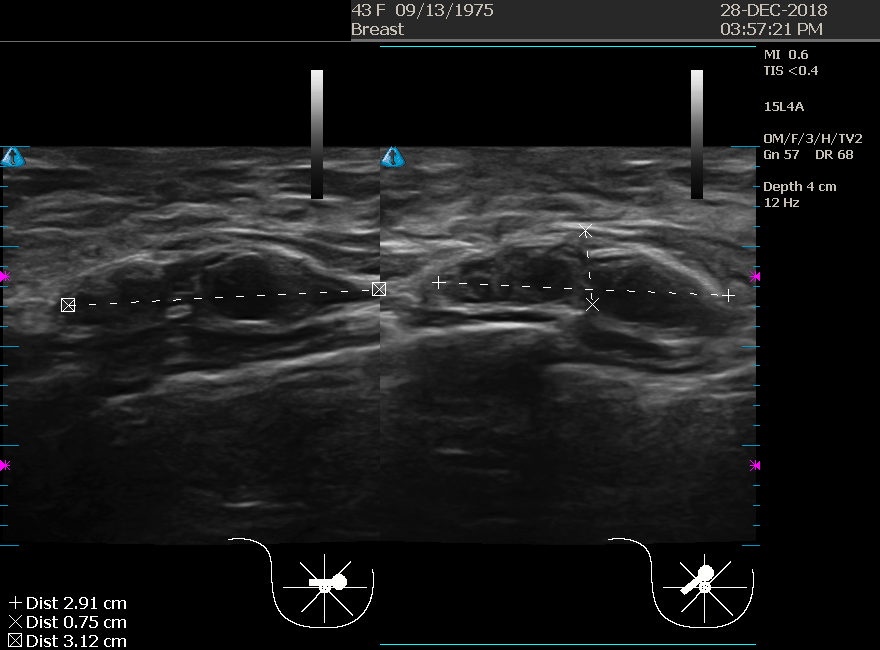 43 F 09/13/1975
Breast
28-DEC-2018
03:57:21 PM
MI 0.6
TIS <0.4
15L4A
OM/F/3/H/TV2
Gn 57 DR 68
Depth 4 cm
12 Hz
Dist 2.91 cm
Dist 0.75 cm
Dist 3.12 cm